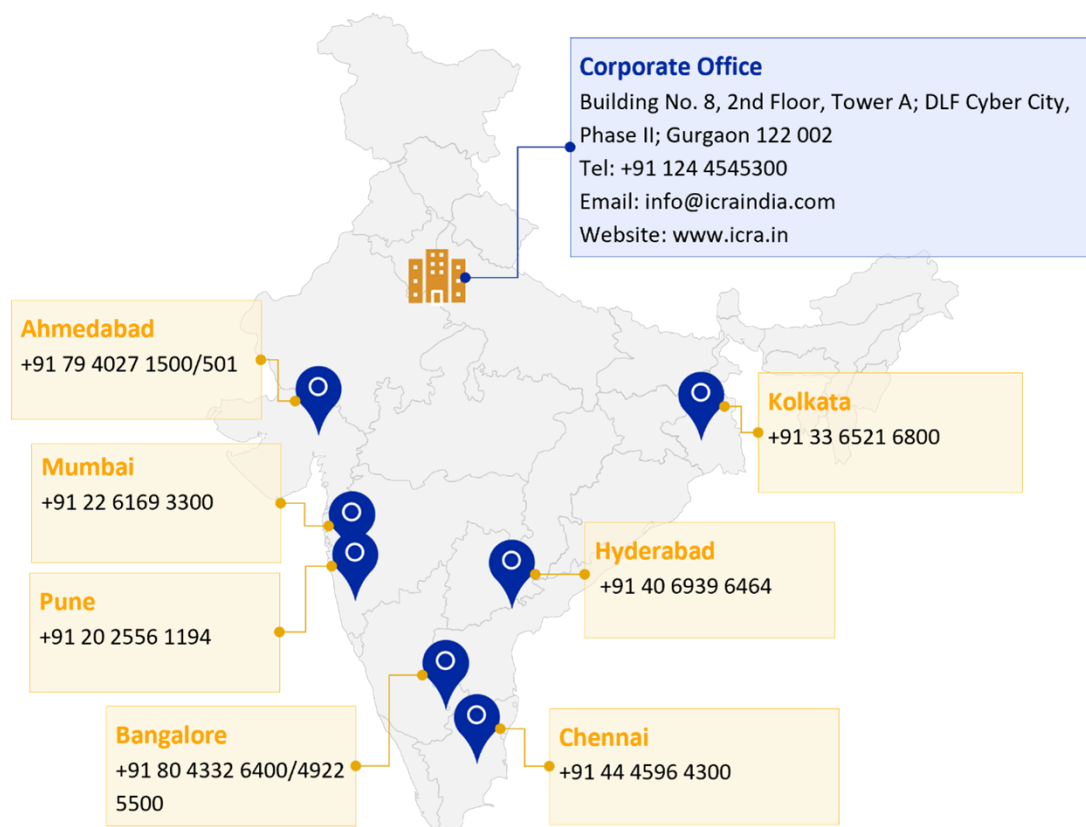 Corporate Office
Building No. 8, 2nd Floor, Tower A; DLF Cyber City,
Phase II; Gurgaon 122 002
Tel: +91 124 4545300
Email: info@icraindia.com
Website: www.icra.in
Ahmedabad
+91 79 4027 1500/501
Kolkata
+91 33 6521 6800
Mumbai
+91 22 6169 3300
Hyderabad
+91 40 6939 6464
Pune
+91 20 2556 1194
Bangalore
+91 80 4332 6400/4922
5500
Chennai
+91 44 4596 4300